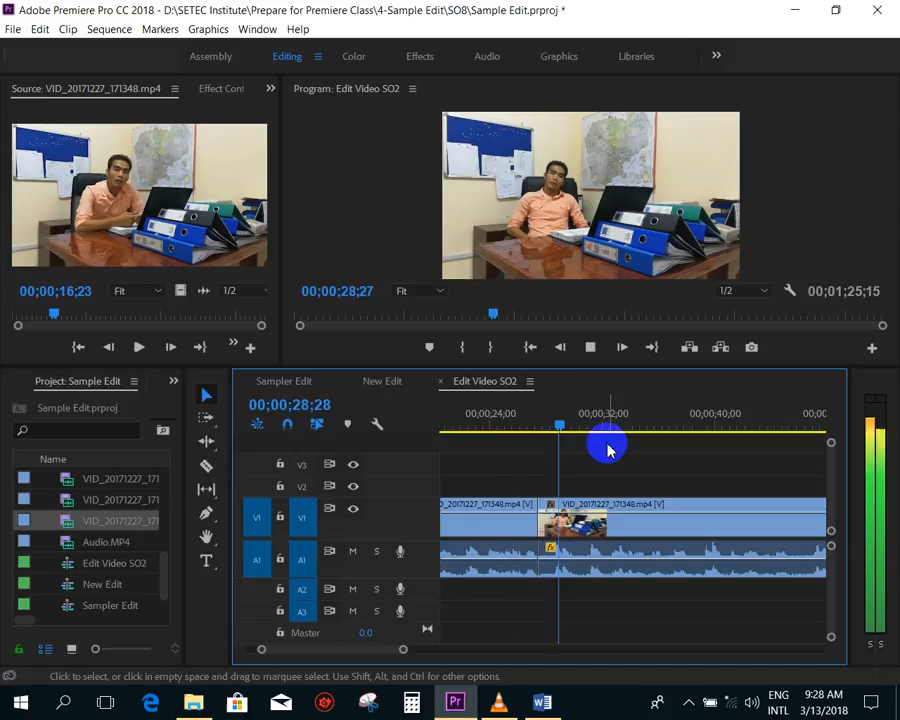 Pr Adobe Premiere Pro CC 2018 - D:\SETEC Institute\Prepare for Premiere Class\4-Sample Edit\SO8\Sample Edit.prproj *
File Edit Clip Sequence Markers Graphics Window Help
Assembly Editing Color Effects Audio Graphics Libraries
Source: VID_20171227_171348.mp4 Effect Cont
Program: Edit Video SO2
00;00;16;23 Fit 1/2
00;00;28;27 Fit 1/2 00;01;25;15
Project: Sample Edit
Sample Edit.prproj
Name
VID_20171227_171
VID_20171227_171
VID_20171227_171
Audio.MP4
Edit Video SO2
New Edit
Sampler Edit
Sampler Edit New Edit × Edit Video SO2
00;00;28;28
00;00;24;00 00;00;32;00 00;00;40;00 00;00
V3
V2
V1 V1
D_20171227_171348.mp4 [V] fx VID_20171227_171348.mp4 [V]
A1 A1 M S fx
A2 M S
A3 M S
Master 0.0
S S
Click to select, or click in empty space and drag to marquee select. Use Shift, Alt, and Ctrl for other options.
Pr
ENG
INTL
9:28 AM
3/13/2018